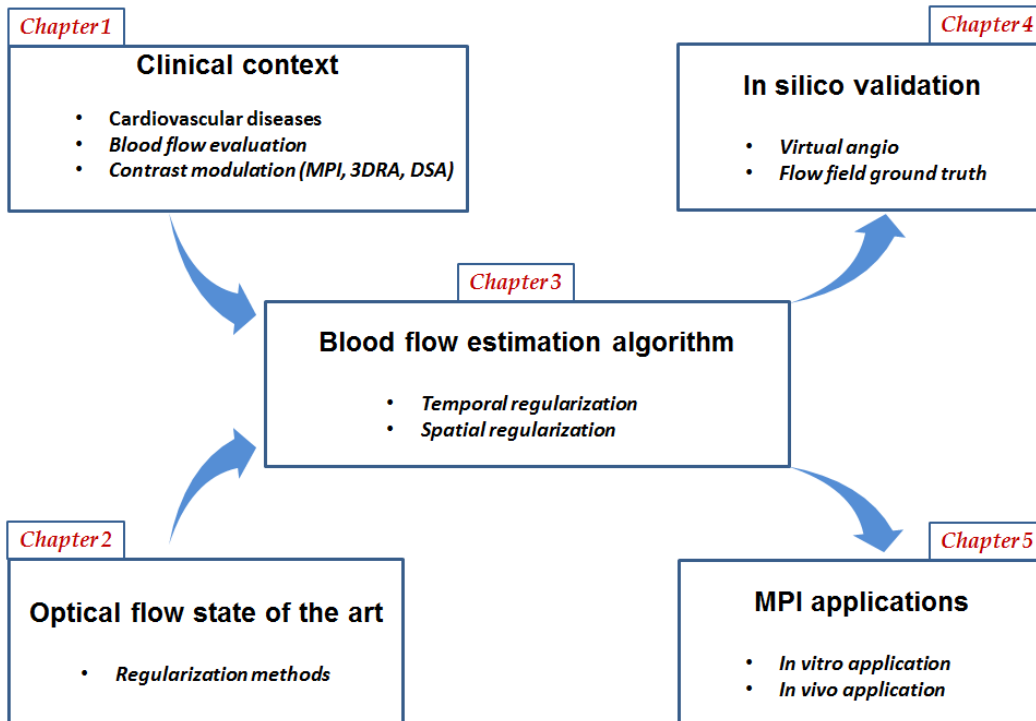 Chapter 1
Clinical context
• Cardiovascular diseases
• Blood flow evaluation
• Contrast modulation (MPI, 3DRA, DSA)
Chapter 4
In silico validation
• Virtual angio
• Flow field ground truth
Chapter 3
Blood flow estimation algorithm
• Temporal regularization
• Spatial regularization
Chapter 2
Optical flow state of the art
• Regularization methods
Chapter 5
MPI applications
• In vitro application
• In vivo application